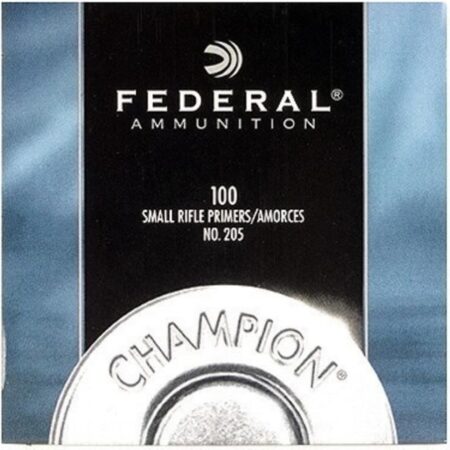 FEDERAL®
AMMUNITION
100
SMALL RIFLE PRIMERS/AMORCES
NO. 205
CHAMPION®